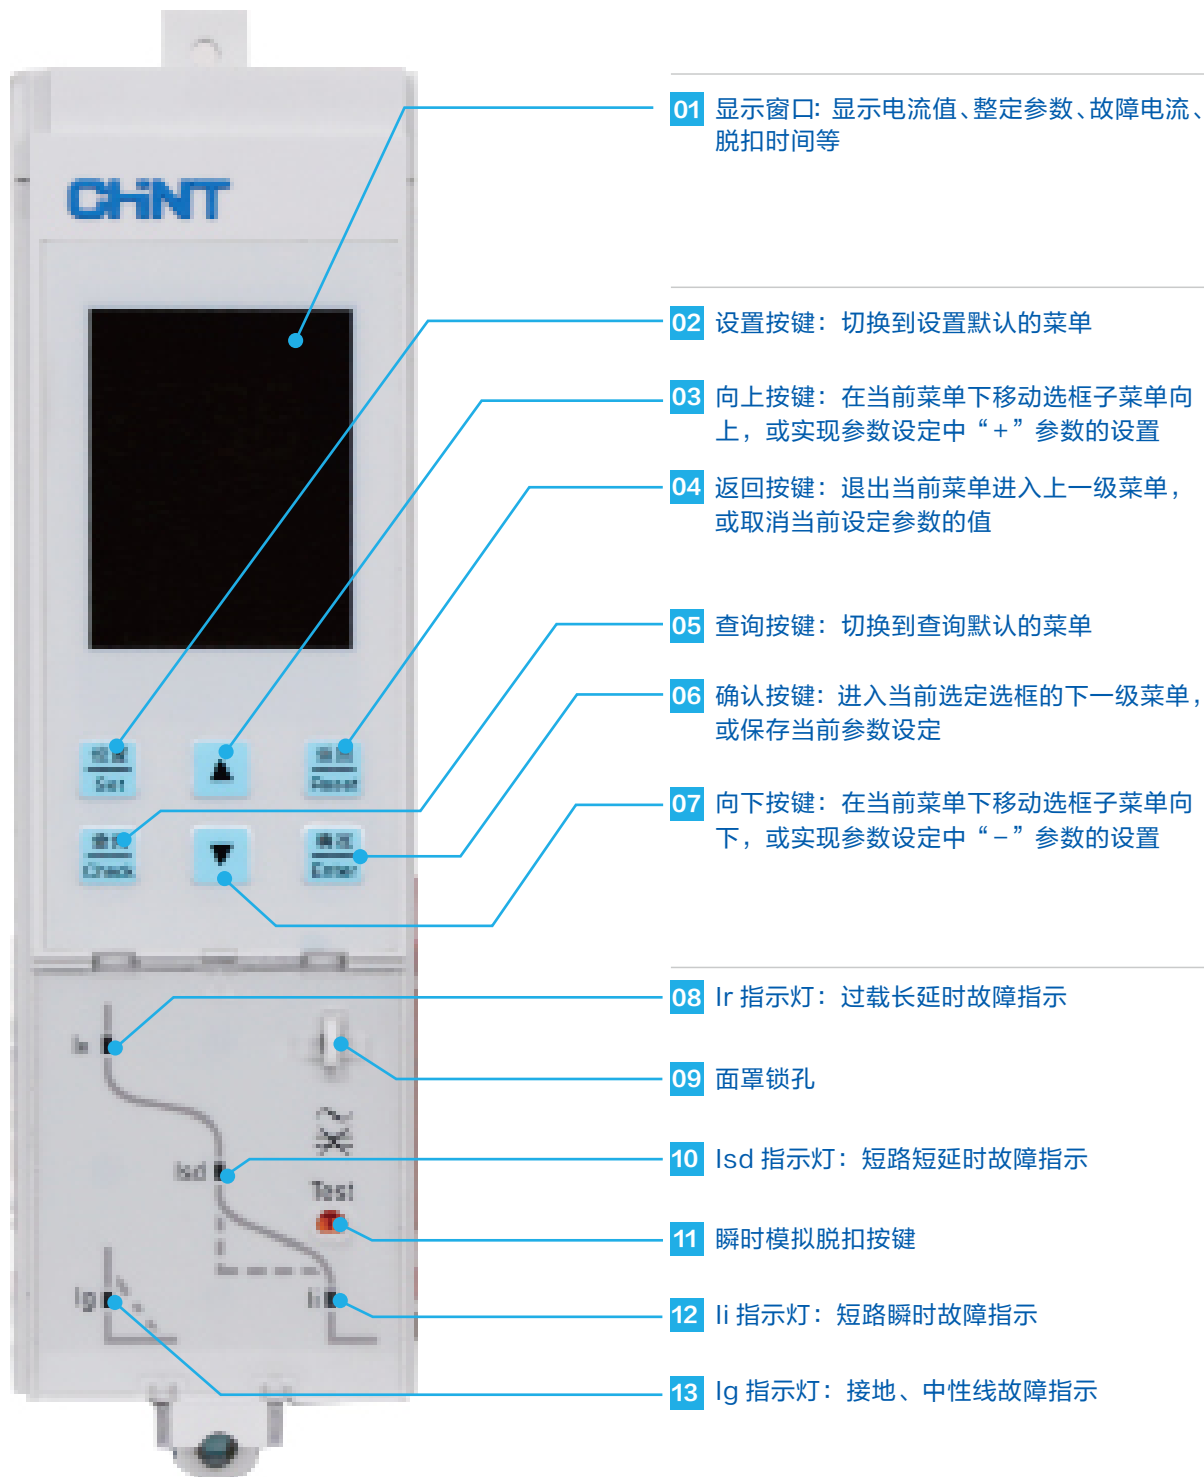 CHINT
01 显示窗口: 显示电流值、整定参数、故障电流、
脱扣时间等
02 设置按键: 切换到设置默认的菜单
03 向上按键: 在当前菜单下移动选框子菜单向
上, 或实现参数设定中“+”参数的设置
04 返回按键: 退出当前菜单进入上一级菜单,
或取消当前设定参数的值
05 查询按键: 切换到查询默认的菜单
06 确认按键: 进入当前选定选框的下一级菜单,
或保存当前参数设定
07 向下按键: 在当前菜单下移动选框子菜单向
下, 或实现参数设定中“-”参数的设置
Set
Reset
Check
Enter
08 Ir 指示灯: 过载长延时故障指示
Ir
09 面罩锁孔
10 Isd 指示灯: 短路短延时故障指示
Isd
Test
11 瞬时模拟脱扣按键
12 Ii 指示灯: 短路瞬时故障指示
Ig
Ii
13 Ig 指示灯: 接地、中性线故障指示